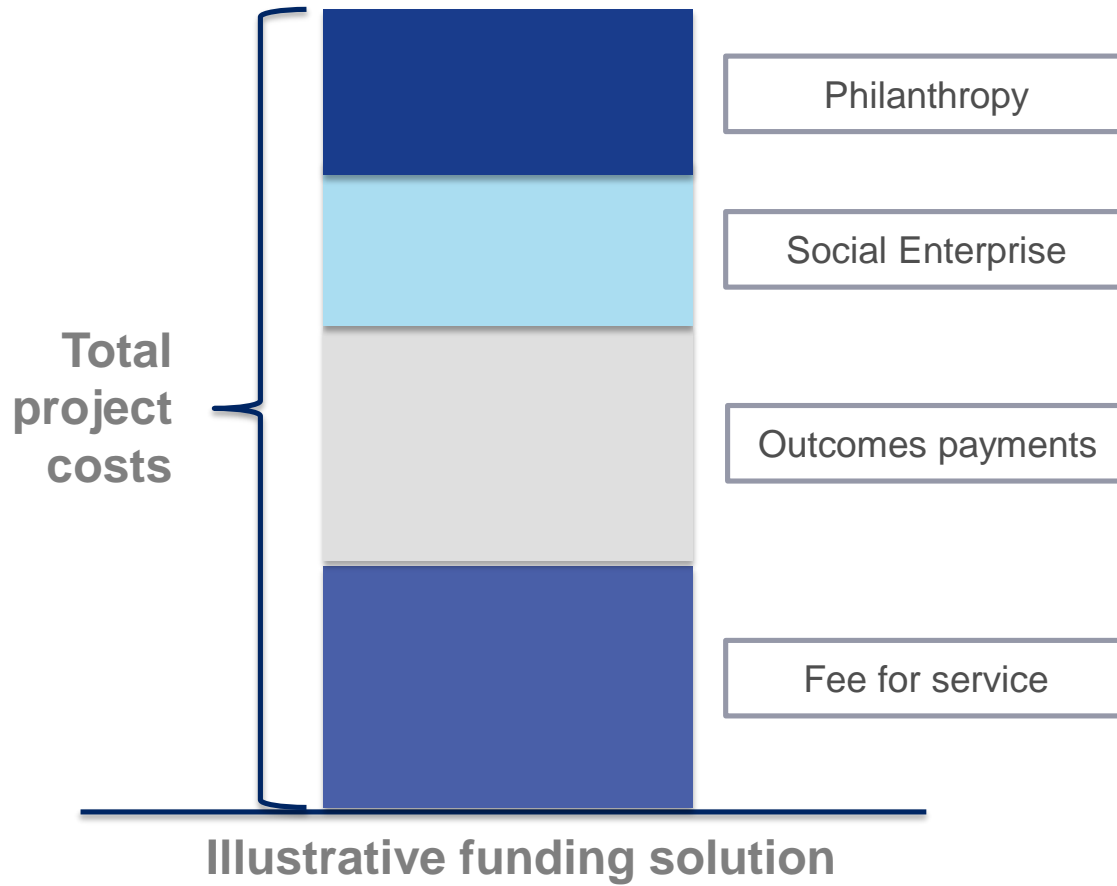 Philanthropy
Social Enterprise
Total
project
costs
Outcomes payments
Fee for service
Illustrative funding solution